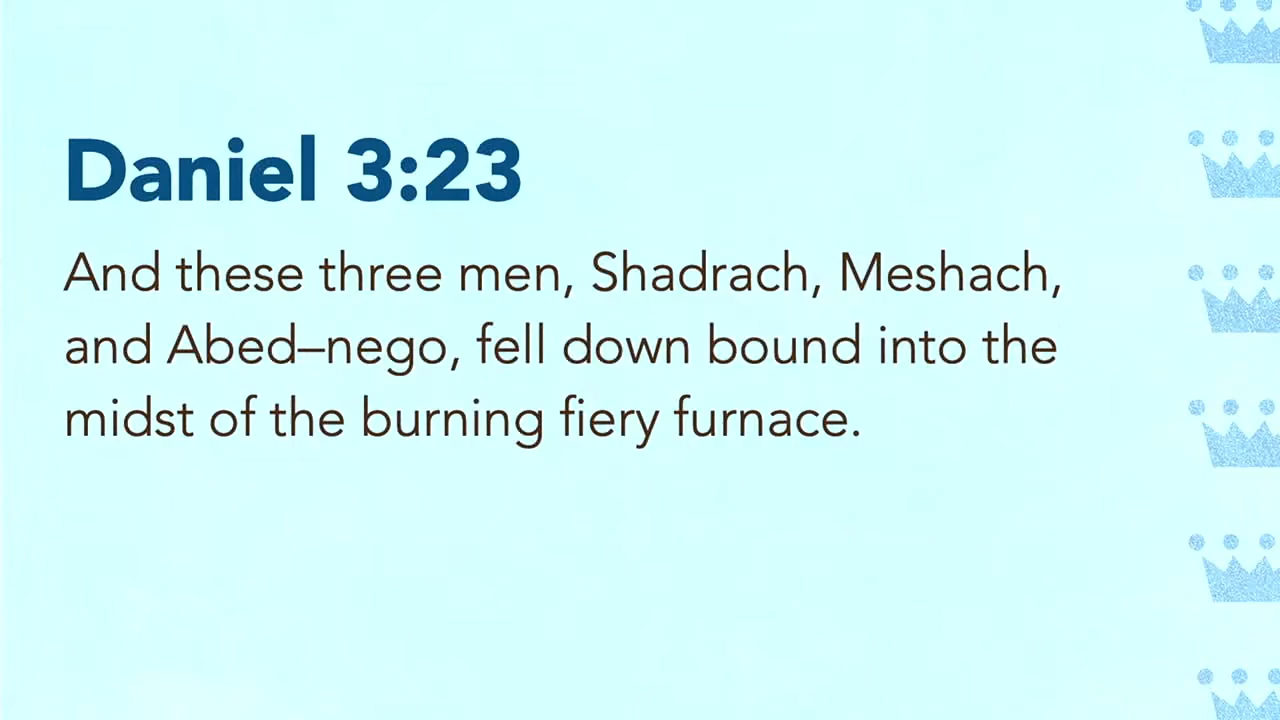 Daniel 3:23
And these three men, Shadrach, Meshach,
and Abed–nego, fell down bound into the
midst of the burning fiery furnace.